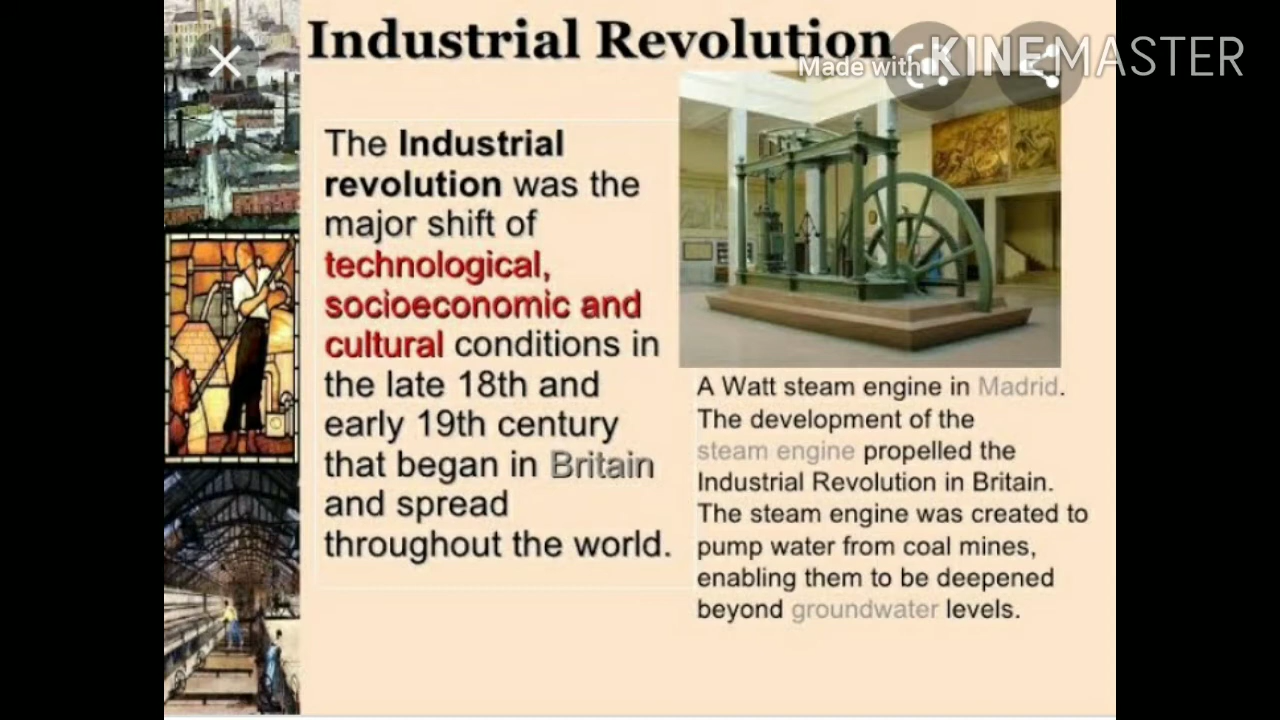 Industrial Revolution
Made with KINEMASTER
The Industrial
revolution was the
major shift of
technological,
socioeconomic and
cultural conditions in
the late 18th and
early 19th century
that began in Britain
and spread
throughout the world.
A Watt steam engine in Madrid.
The development of the
steam engine propelled the
Industrial Revolution in Britain.
The steam engine was created to
pump water from coal mines,
enabling them to be deepened
beyond groundwater levels.